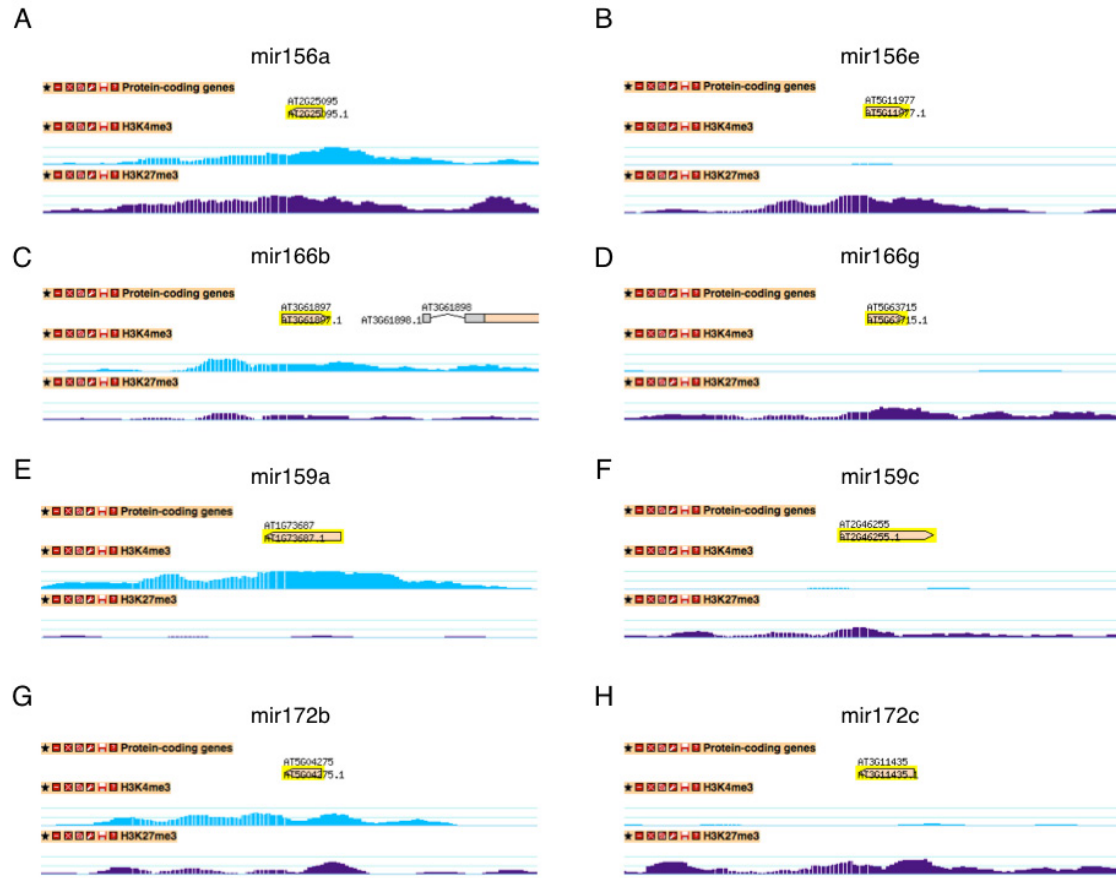 A
mir156a
Protein-coding genes
AT2G25095
AT2G25095.1
H3K4me3
H3K27me3
B
mir156e
Protein-coding genes
AT5G11977
AT5G11977.1
H3K4me3
H3K27me3
C
mir166b
Protein-coding genes
AT3G61897
AT3G61897.1
AT3G61898
AT3G61898.1
H3K4me3
H3K27me3
D
mir166g
Protein-coding genes
AT5G63715
AT5G63715.1
H3K4me3
H3K27me3
E
mir159a
Protein-coding genes
AT1G73687
AT1G73687.1
H3K4me3
H3K27me3
F
mir159c
Protein-coding genes
AT2G46255
AT2G46255.1
H3K4me3
H3K27me3
G
mir172b
Protein-coding genes
AT5G04275
AT5G04275.1
H3K4me3
H3K27me3
H
mir172c
Protein-coding genes
AT3G11435
AT3G11435.1
H3K4me3
H3K27me3